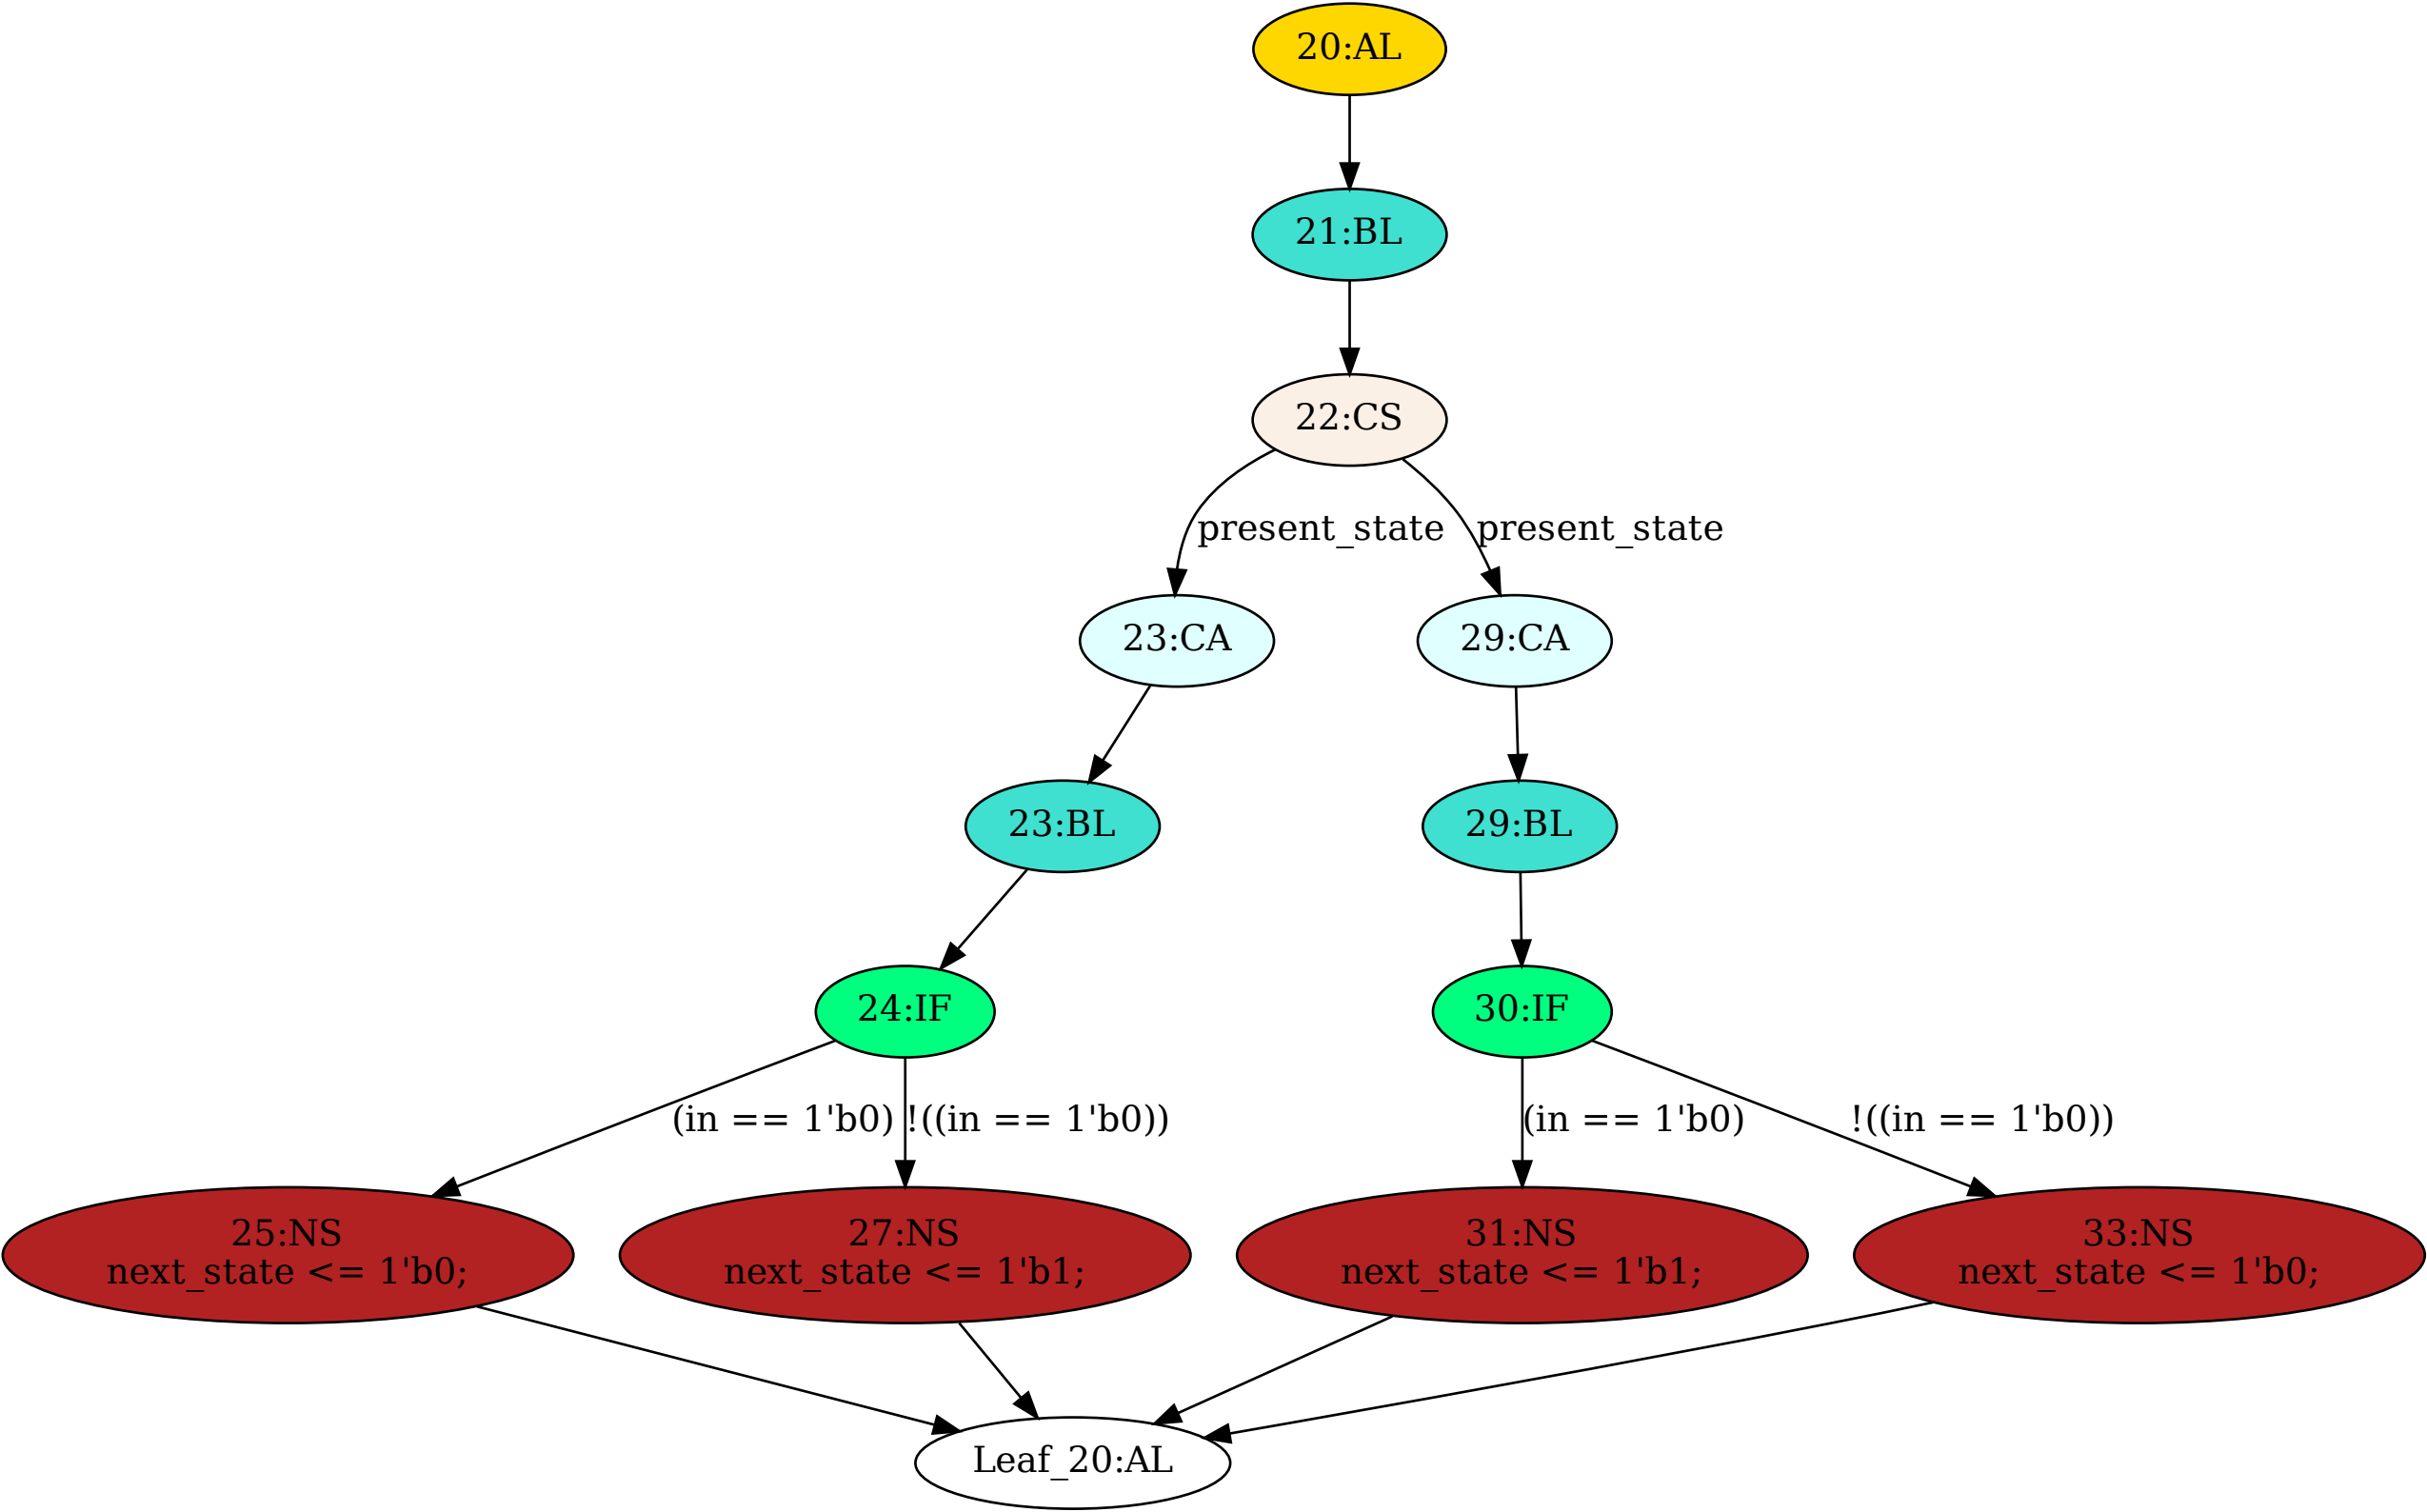 20:AL
21:BL
22:CS
present_state
present_state
23:CA
29:CA
23:BL
29:BL
24:IF
30:IF
(in == 1'b0)
!((in == 1'b0))
(in == 1'b0)
!((in == 1'b0))
25:NS
next_state <= 1'b0;
27:NS
next_state <= 1'b1;
31:NS
next_state <= 1'b1;
33:NS
next_state <= 1'b0;
Leaf_20:AL